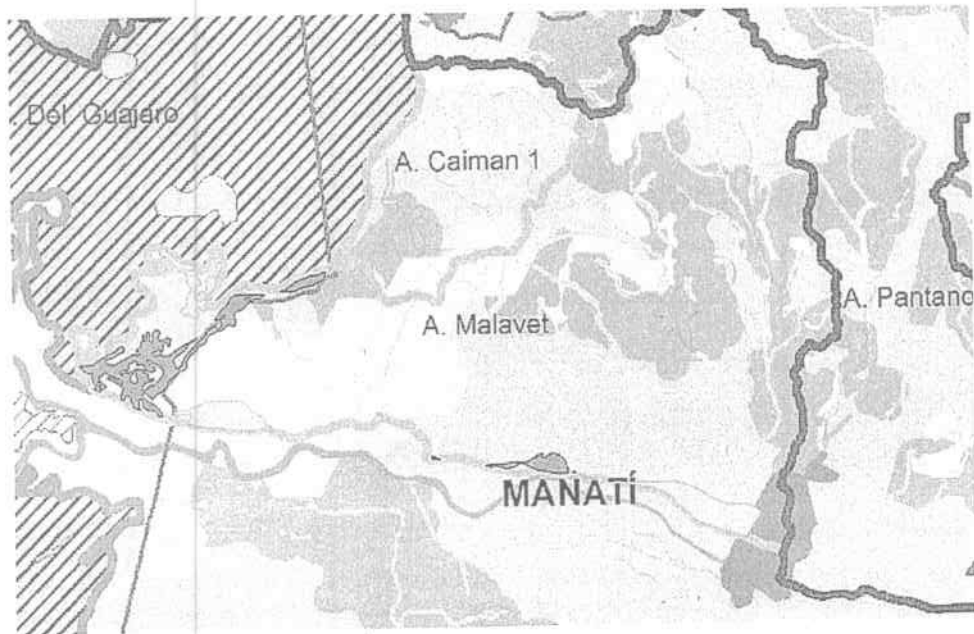 Del Guajaro
A. Caiman 1
A. Pantano
A. Malavet
MANATÍ